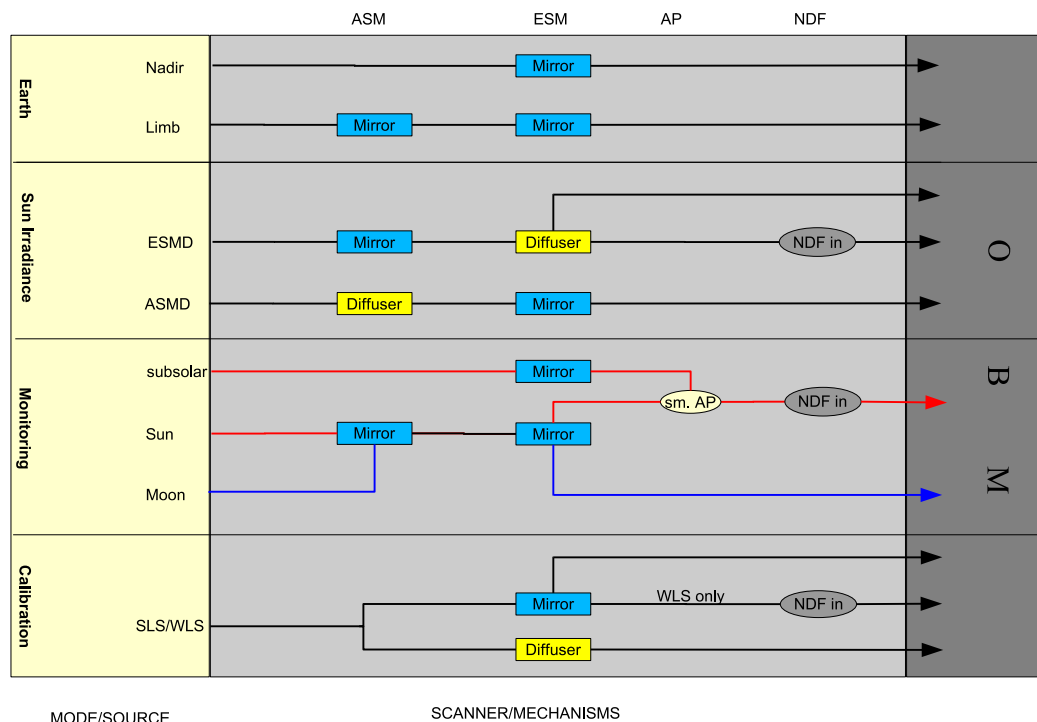 ASM ESM AP NDF
Earth
Nadir Mirror
Limb Mirror Mirror
Sun Irradiance
ESMD Mirror Diffuser NDF in
ASMD Diffuser Mirror
O
Monitoring
subsolar Mirror
sm. AP NDF in
Sun Mirror Mirror
Moon
B
M
Calibration
SLS/WLS
Mirror WLS only NDF in
Diffuser
MODE/SOURCE SCANNER/MECHANISMS